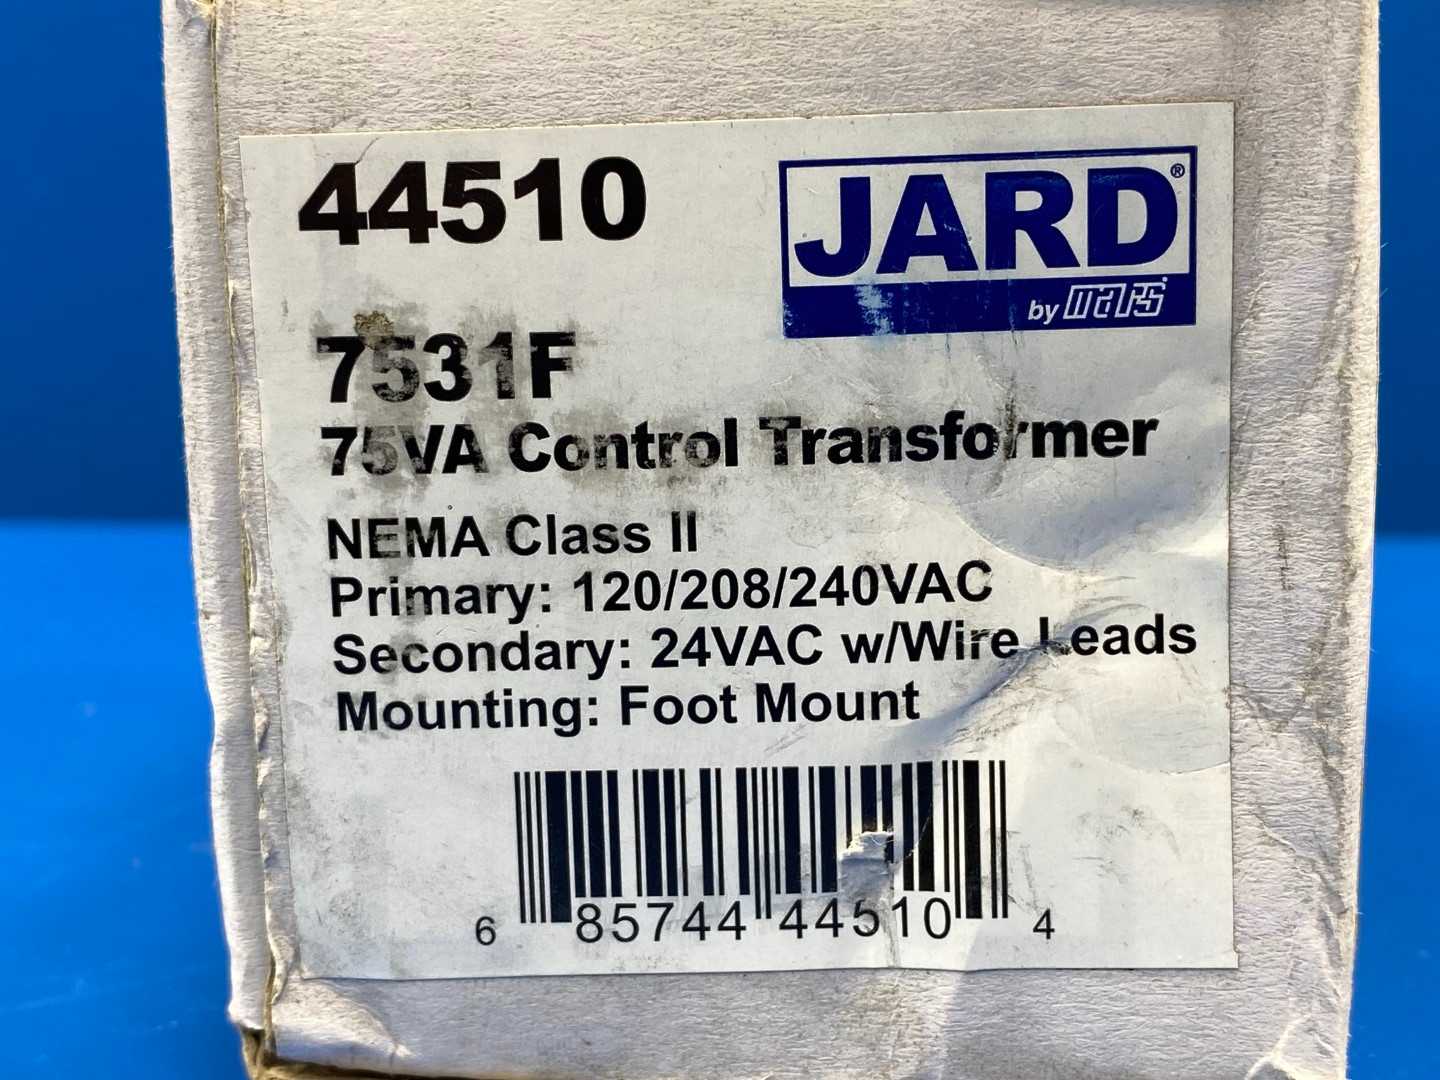 44510
JARD®
by mars
7531F
75VA Control Transformer
NEMA Class II
Primary: 120/208/240VAC
Secondary: 24VAC w/Wire Leads
Mounting: Foot Mount
6 85744 44510 4